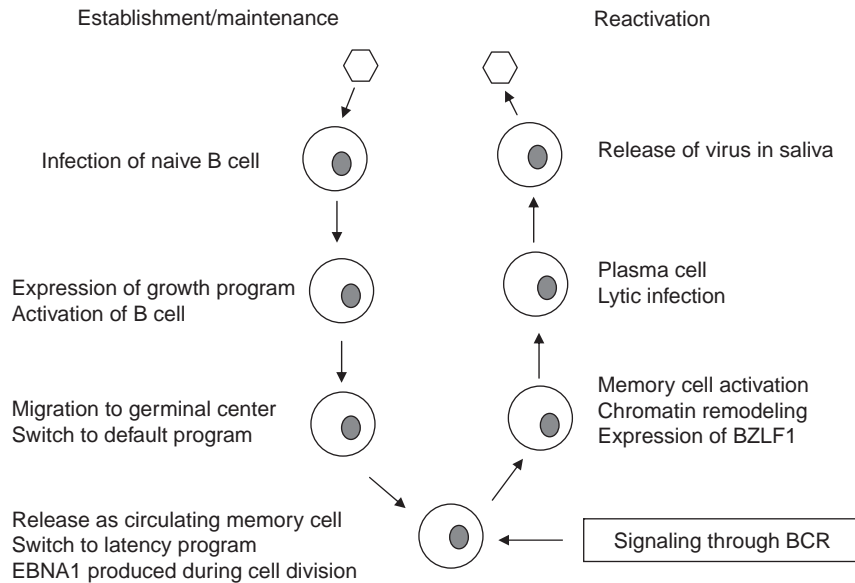 Establishment/maintenance
Reactivation
Infection of naive B cell
Release of virus in saliva
Expression of growth program
Activation of B cell
Plasma cell
Lytic infection
Migration to germinal center
Switch to default program
Memory cell activation
Chromatin remodeling
Expression of BZLF1
Release as circulating memory cell
Switch to latency program
EBNA1 produced during cell division
Signaling through BCR